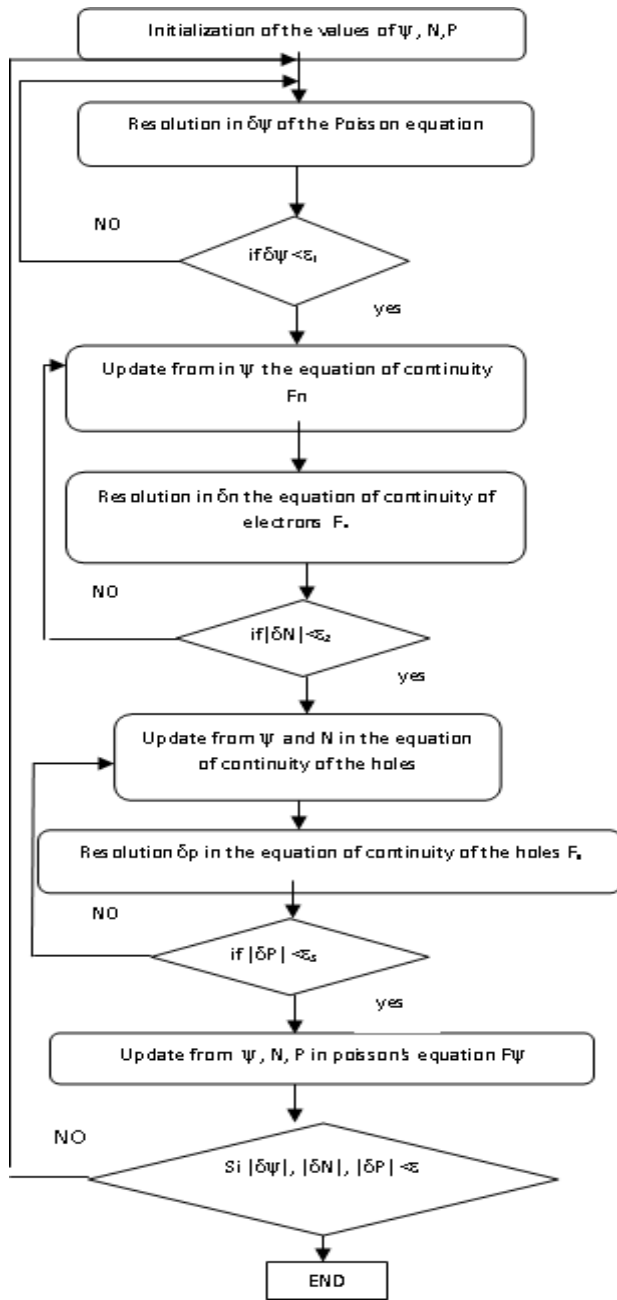 Initialization of the values of Ψ, N,P
Resolution in δψ of the Poisson equation
NO
if δψ <ε₁
yes
Update from in Ψ the equation of continuity
Fn
Resolution in δn the equation of continuity of
electrons F
NO
if|δN|<ε₂
yes
Update from Ψ and N in the equation
of continuity of the holes
Resolution δp in the equation of continuity of the holes F
NO
if |δP| <ε
yes
Update from Ψ, N, P in poisson's equation FΨ
NO
Si |δψ|, |δN|, |δP| <ε
END